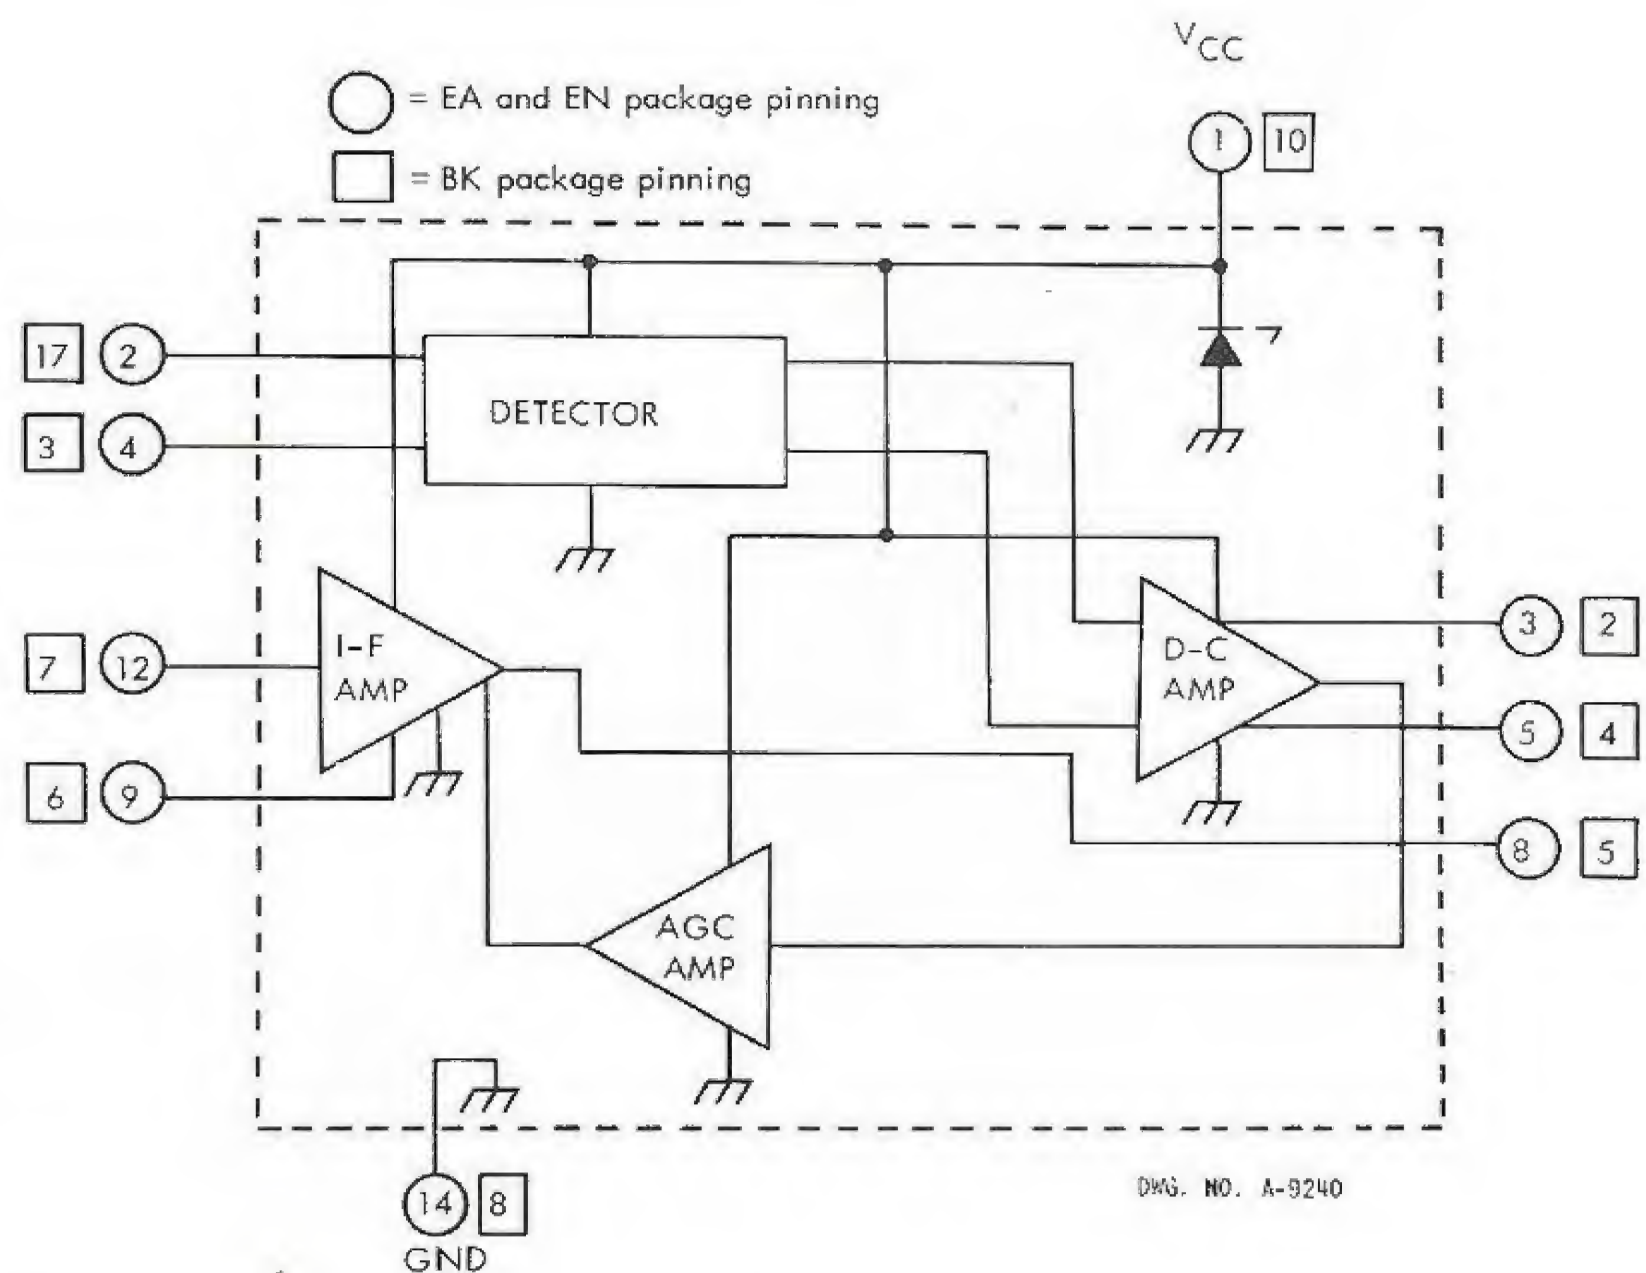 VCC
= EA and EN package pinning
1 10
= BK package pinning
17 2
DETECTOR
3 4
I-F
AMP
D-C
AMP
3 2
7 12
5 4
6 9
8 5
AGC
AMP
14 8
GND
DWG. NO. A-9240